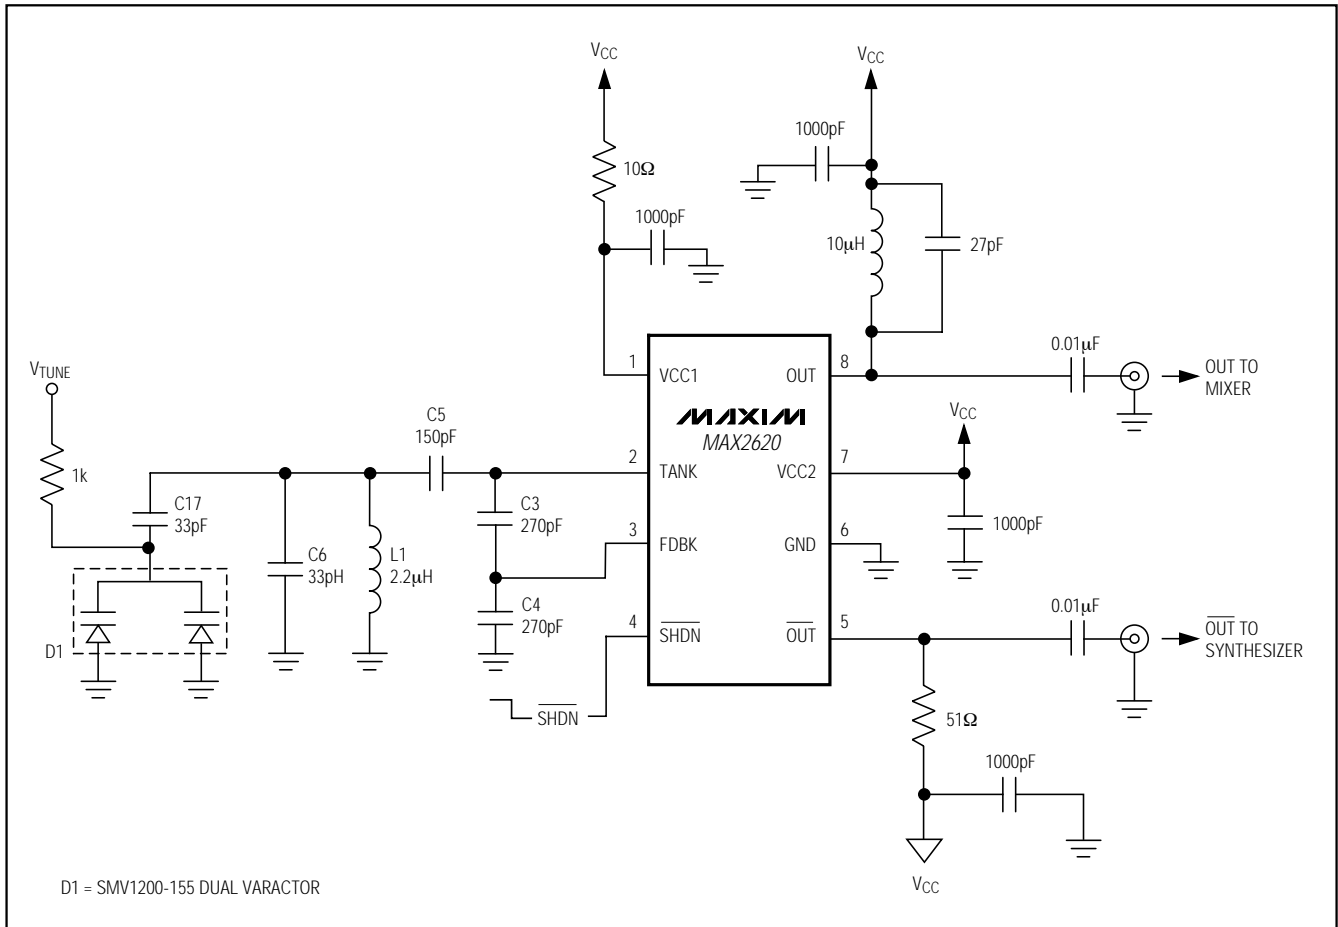 VCC
VCC
1000pF
10Ω
1000pF
10μH
27pF
VTUNE
1k
C17
33pF
C5
150pF
C6
33pH
L1
2.2μH
C3
270pF
C4
270pF
D1
1
VCC1
2
TANK
3
FDBK
4
SHDN
SHDN
MAXIM
MAX2620
OUT
8
VCC2
7
GND
6
OUT
5
0.01μF
OUT TO
MIXER
VCC
1000pF
0.01μF
OUT TO
SYNTHESIZER
51Ω
1000pF
VCC
D1 = SMV1200-155 DUAL VARACTOR